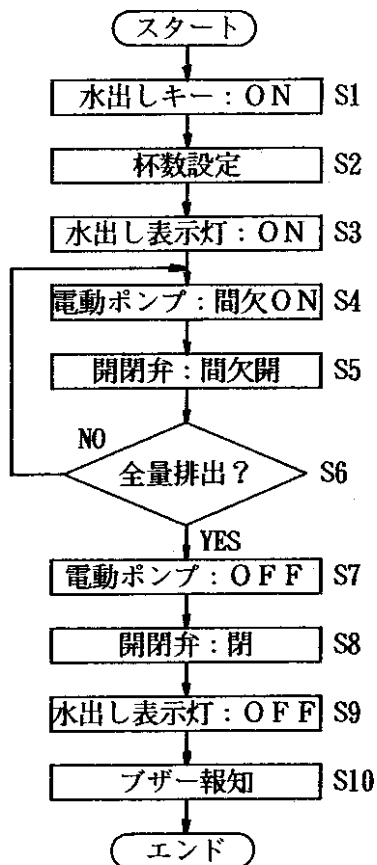 スタート
水出しキー：ON S1
杯数設定 S2
水出し表示灯：ON S3
電動ポンプ：間欠ON S4
開閉弁：間欠開 S5
NO
全量排出？ S6
YES
電動ポンプ：OFF S7
開閉弁：閉 S8
水出し表示灯：OFF S9
ブザー報知 S10
エンド